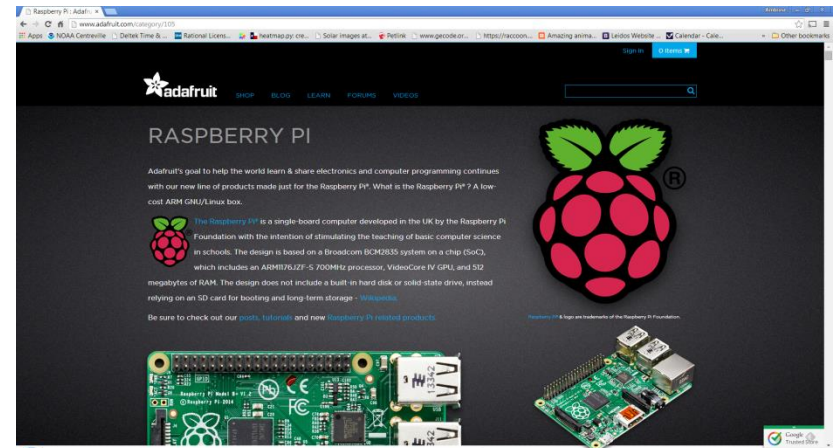 Raspberry Pi : Adafru
www.adafruit.com/category/105
Apps NOAA Centreville Deltek Time & ... Rational Licens... heatmap.py: cre... Solar images at... Petlink www.gecode.or... https://raccoon... Amazing anima... Leidos Website ... Calendar - Cale... Other bookmarks
Sign In 0 Items
adafruit SHOP BLOG LEARN FORUMS VIDEOS
RASPBERRY PI
Adafruit's goal to help the world learn & share electronics and computer programming continues
with our new line of products made just for the Raspberry Pi®. What is the Raspberry Pi® ? A low-
cost ARM GNU/Linux box.
The Raspberry Pi® is a single-board computer developed in the UK by the Raspberry Pi
Foundation with the intention of stimulating the teaching of basic computer science
in schools. The design is based on a Broadcom BCM2835 system on a chip (SoC),
which includes an ARM1176JZF-S 700MHz processor, VideoCore IV GPU, and 512
megabytes of RAM. The design does not include a built-in hard disk or solid-state drive, instead
relying on an SD card for booting and long-term storage - Wikipedia.
Be sure to check out our posts, tutorials and new Raspberry Pi related products
®
Raspberry Pi® & logo are trademarks of the Raspberry Pi Foundation.
Raspberry Pi Model B+ V1.2
© Raspberry Pi 2014
CE
FC
13342
Google
Trusted Store